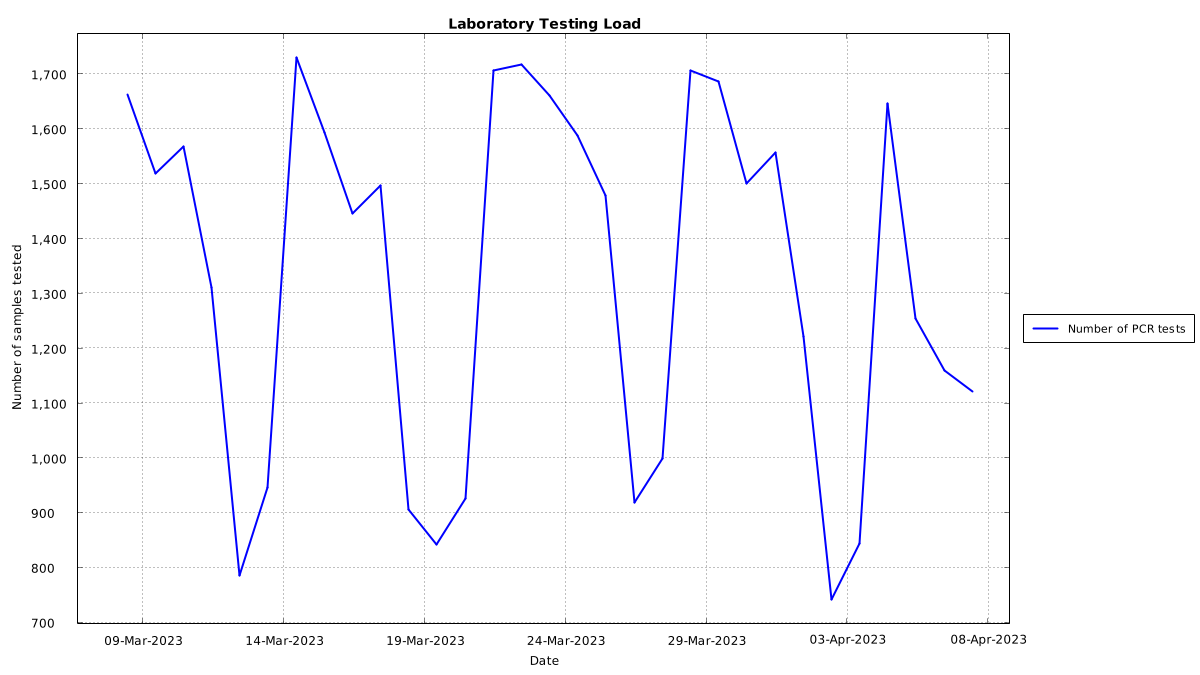 Laboratory Testing Load
1,700
1,600
1,500
1,400
1,300
1,200
1,100
1,000
900
800
700
Number of samples tested
09-Mar-2023 14-Mar-2023 19-Mar-2023 24-Mar-2023 29-Mar-2023 03-Apr-2023 08-Apr-2023
Date
Number of PCR tests